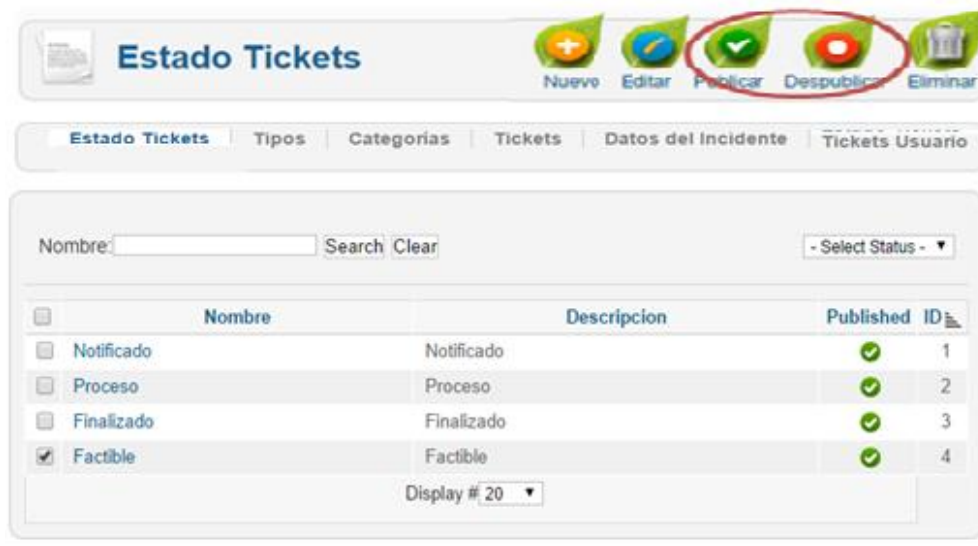 Estado Tickets
Nuevo Editar Publicar Despublicar Eliminar
Estado Tickets Tipos Categorías Tickets Datos del Incidente Tickets Usuario
Nombre: Search Clear - Select Status -
Nombre Descripcion Published ID
Notificado Notificado 1
Proceso Proceso 2
Finalizado Finalizado 3
Factible Factible 4
Display # 20